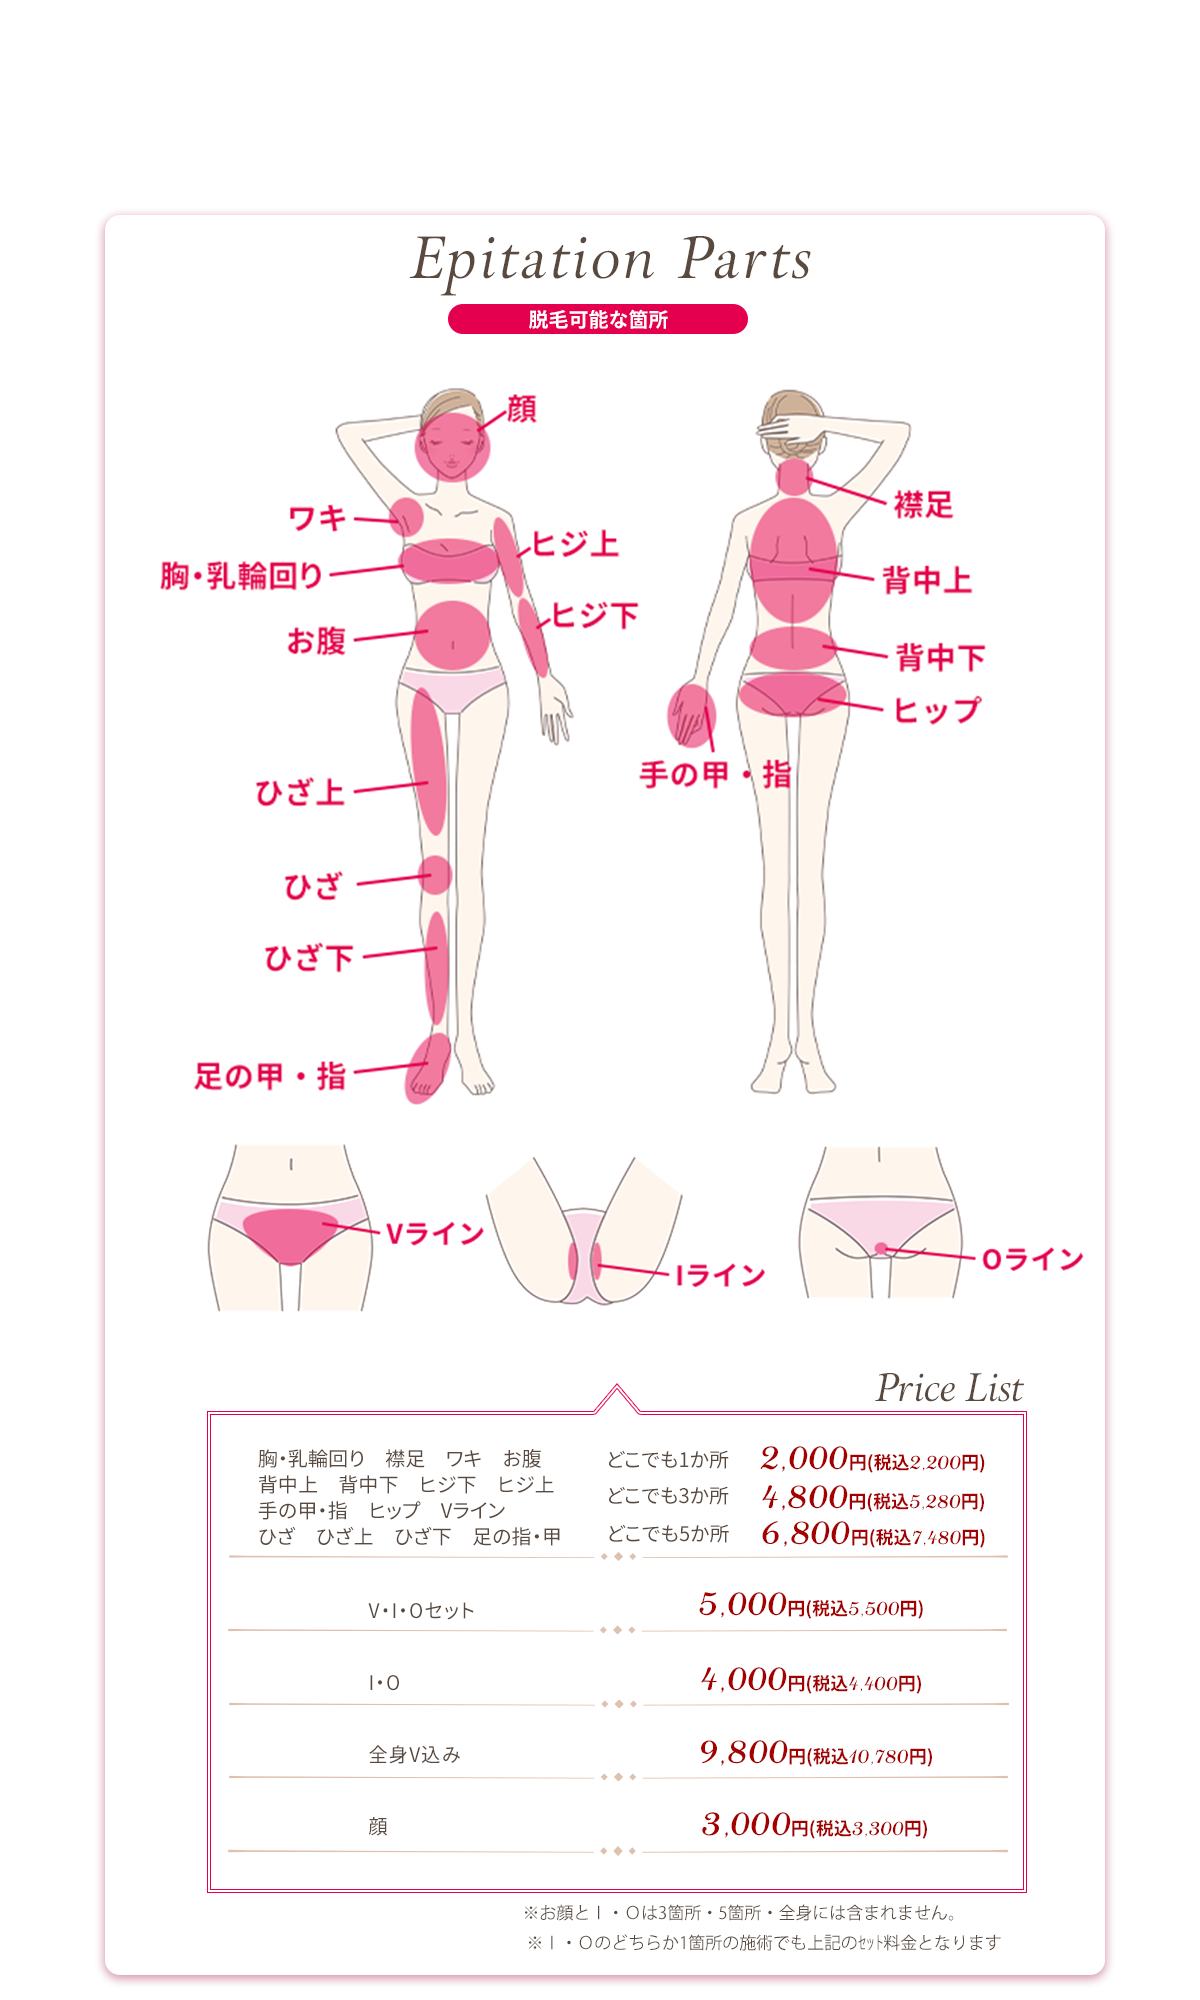 Epitation Parts
脱毛可能な箇所
顔
ワキ
胸・乳輪回り
お腹
ヒジ上
ヒジ下
ひざ上
ひざ
ひざ下
足の甲・指
襟足
背中上
背中下
ヒップ
手の甲・指
Vライン
Iライン
Oライン
Price List
胸・乳輪回り 襟足 ワキ お腹
背中上 背中下 ヒジ下 ヒジ上
手の甲・指 ヒップ Vライン
ひざ ひざ上 ひざ下 足の指・甲
どこでも1か所 2,000円(税込2,200円)
どこでも3か所 4,800円(税込5,280円)
どこでも5か所 6,800円(税込7,480円)
V・I・Oセット 5,000円(税込5,500円)
I・O 4,000円(税込4,400円)
全身V込み 9,800円(税込10,780円)
顔 3,000円(税込3,300円)
※お顔とＩ・Ｏは3箇所・5箇所・全身には含まれません。
※Ｉ・Ｏのどちらか1箇所の施術でも上記のｾｯﾄ料金となります